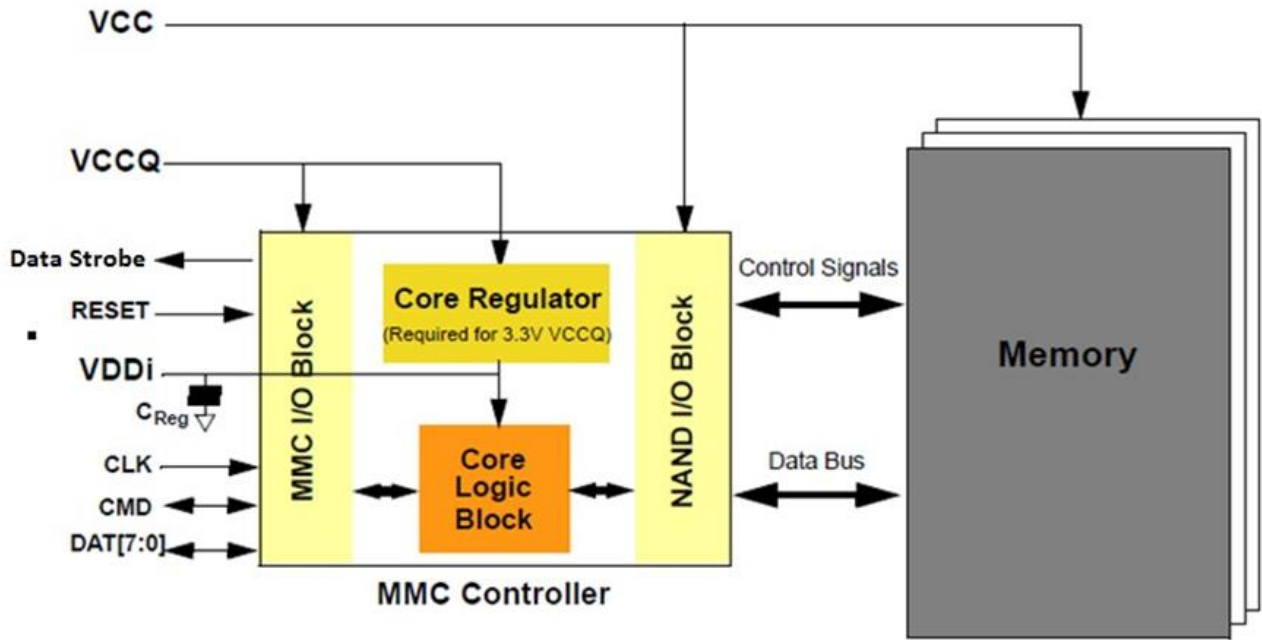 VCC
VCCQ
Data Strobe
RESET
VDDi
CReg
CLK
CMD
DAT[7:0]
MMC I/O Block
Core Regulator
(Required for 3.3V VCCQ)
Core
Logic
Block
NAND I/O Block
MMC Controller
Control Signals
Data Bus
Memory